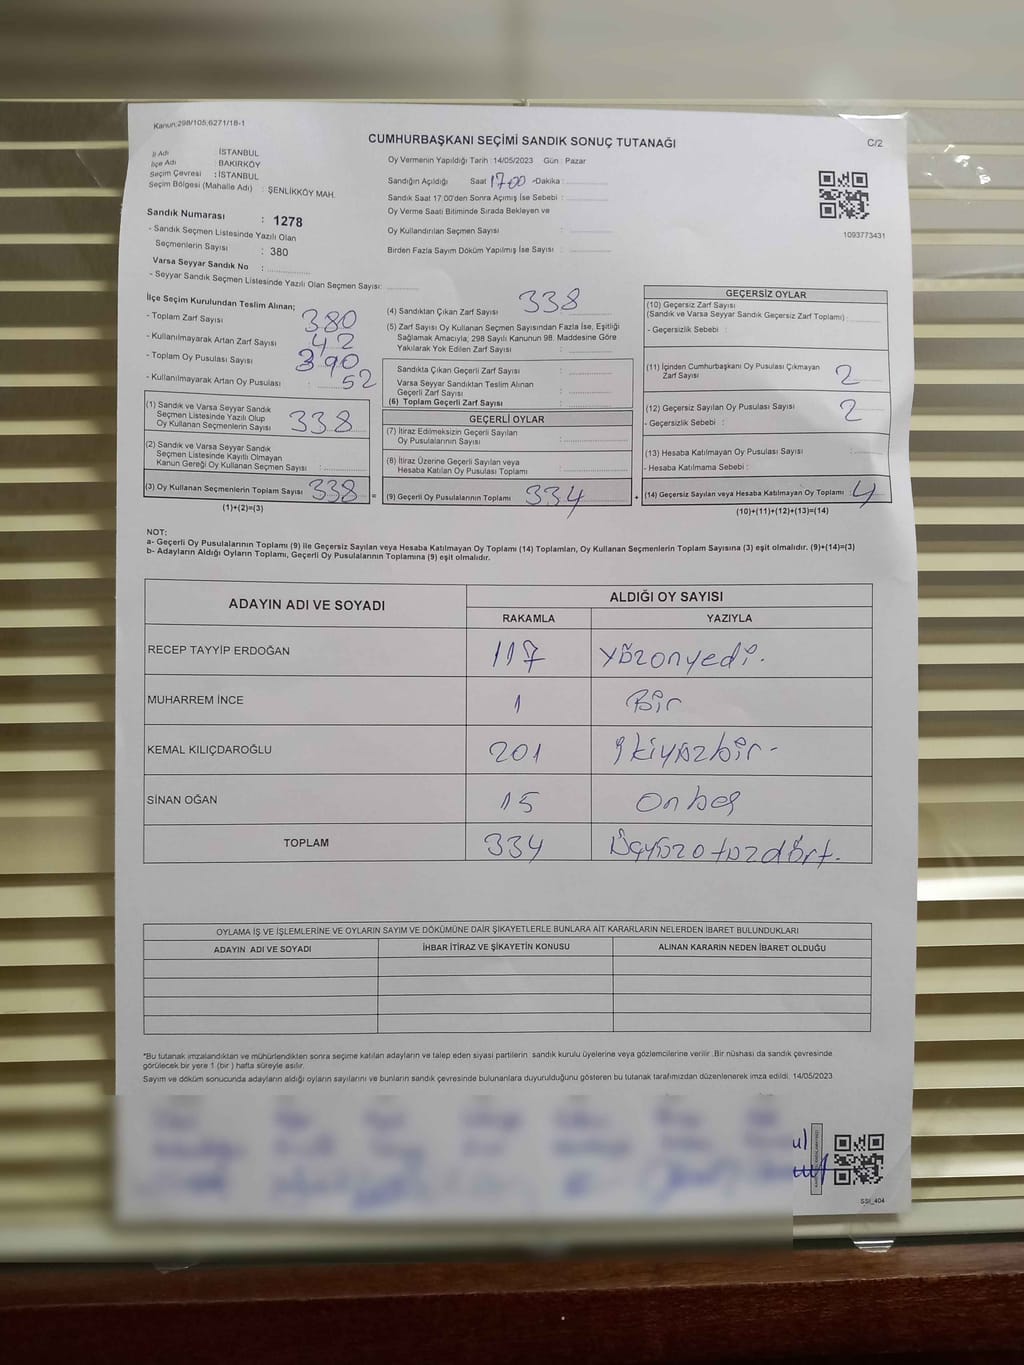 Kanun:298/105,6271/18-1
CUMHURBAŞKANI SEÇİMİ SANDIK SONUÇ TUTANAĞI
C/2
İl Adı : İSTANBUL
İlçe Adı : BAKIRKÖY
Seçim Çevresi : İSTANBUL
Seçim Bölgesi (Mahalle Adı) : ŞENLİKKÖY MAH.
Sandık Numarası : 1278
- Sandık Seçmen Listesinde Yazılı Olan
Seçmenlerin Sayısı : 380
Varsa Seyyar Sandık No :
- Seyyar Sandık Seçmen Listesinde Yazılı Olan Seçmen Sayısı:
Oy Vermenin Yapıldığı Tarih : 14/05/2023 Gün : Pazar
Sandığın Açıldığı Saat 17:00 -Dakika :
Sandık Saat 17:00'den Sonra Açımış İse Sebebi :
Oy Verme Saati Bitiminde Sırada Bekleyen ve
Oy Kullandırılan Seçmen Sayısı :
Birden Fazla Sayım Döküm Yapılmış İse Sayısı :
1093773431
İlçe Seçim Kurulundan Teslim Alınan;
- Toplam Zarf Sayısı : 380
- Kullanılmayarak Artan Zarf Sayısı : 42
- Toplam Oy Pusulası Sayısı : 390
- Kullanılmayarak Artan Oy Pusulası : 52
(1) Sandık ve Varsa Seyyar Sandık
Seçmen Listesinde Yazılı Olup
Oy Kullanan Seçmenlerin Sayısı : 338
(2) Sandık ve Varsa Seyyar Sandık
Seçmen Listesinde Kayıtlı Olmayan
Kanun Gereği Oy Kullanan Seçmen Sayısı :
(3) Oy Kullanan Seçmenlerin Toplam Sayısı : 338 =
(1)+(2)=(3)
(4) Sandıktan Çıkan Zarf Sayısı : 338
(5) Zarf Sayısı Oy Kullanan Seçmen Sayısından Fazla İse, Eşitliği
Sağlamak Amacıyla, 298 Sayılı Kanunun 98. Maddesine Göre
Yakılarak Yok Edilen Zarf Sayısı :
Sandıkta Çıkan Geçerli Zarf Sayısı :
Varsa Seyyar Sandıktan Teslim Alınan
Geçerli Zarf Sayısı :
(6) Toplam Geçerli Zarf Sayısı :
GEÇERLİ OYLAR
(7) İtiraz Edilmeksizin Geçerli Sayılan
Oy Pusulalarının Sayısı :
(8) İtiraz Üzerine Geçerli Sayılan veya
Hesaba Katılan Oy Pusulası Toplamı :
(9) Geçerli Oy Pusulalarının Toplamı : 334 +
GEÇERSİZ OYLAR
(10) Geçersiz Zarf Sayısı
(Sandık ve Varsa Seyyar Sandık Geçersiz Zarf Toplamı) :
- Geçersizlik Sebebi :
(11) İçinden Cumhurbaşkanı Oy Pusulası Çıkmayan
Zarf Sayısı : 2
(12) Geçersiz Sayılan Oy Pusulası Sayısı : 2
- Geçersizlik Sebebi :
(13) Hesaba Katılmayan Oy Pusulası Sayısı :
- Hesaba Katılmama Sebebi :
(14) Geçersiz Sayılan veya Hesaba Katılmayan Oy Toplamı : 4
(10)+(11)+(12)+(13)=(14)
NOT:
a- Geçerli Oy Pusulalarının Toplamı (9) ile Geçersiz Sayılan veya Hesaba Katılmayan Oy Toplamı (14) Toplamları, Oy Kullanan Seçmenlerin Toplam Sayısına (3) eşit olmalıdır. (9)+(14)=(3)
b- Adayların Aldığı Oyların Toplamı, Geçerli Oy Pusulalarının Toplamına (9) eşit olmalıdır.
ADAYIN ADI VE SOYADI
ALDIĞI OY SAYISI
RAKAMLA YAZIYLA
RECEP TAYYİP ERDOĞAN 117 Yüzonyedi.
MUHARREM İNCE 1 Bir
KEMAL KILIÇDAROĞLU 201 İkiyüzbir-
SİNAN OĞAN 15 Onbeş
TOPLAM 334 Üçyüzotuzdört.
OYLAMA İŞ VE İŞLEMLERİNE VE OYLARIN SAYIM VE DÖKÜMÜNE DAİR ŞİKAYETLERLE BUNLARA AİT KARARLARIN NELERDEN İBARET BULUNDUKLARI
ADAYIN ADI VE SOYADI İHBAR İTİRAZ VE ŞİKAYETİN KONUSU ALINAN KARARIN NEDEN İBARET OLDUĞU
*Bu tutanak imzalandıktan ve mühürlendikten sonra seçime katılan adayların ve talep eden siyasi partilerin sandık kurulu üyelerine veya gözlemcilerine verilir. Bir nüshası da sandık çevresinde
görülecek bir yere 1 (bir ) hafta süreyle asılır.
Sayım ve döküm sonucunda adayların aldığı oyların sayılarını ve bunların sandık çevresinde bulunanlara duyurulduğunu gösteren bu tutanak tarafımızdan düzenlenerek imza edildi. 14/05/2023
SSI_404